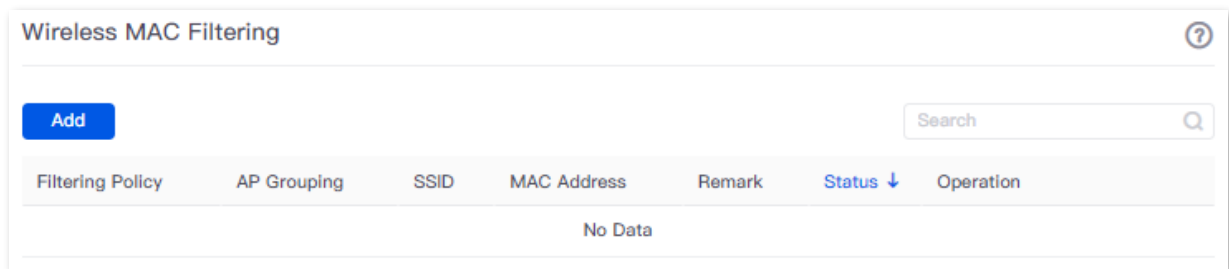 Wireless MAC Filtering
Add
Search
Filtering Policy AP Grouping SSID MAC Address Remark Status ↓ Operation
No Data